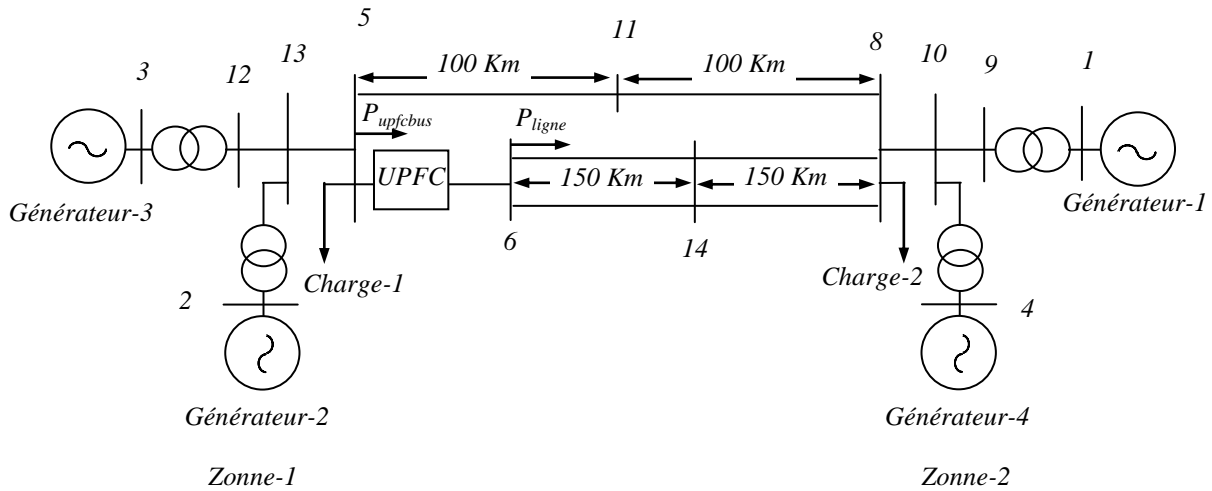 5
11
8
13
10
3
12
9
1
100 Km
100 Km
P_upfcbus
P_ligne
UPFC
150 Km
150 Km
Générateur-3
Générateur-1
6
14
Charge-1
Charge-2
2
4
Générateur-2
Générateur-4
Zonne-1
Zonne-2